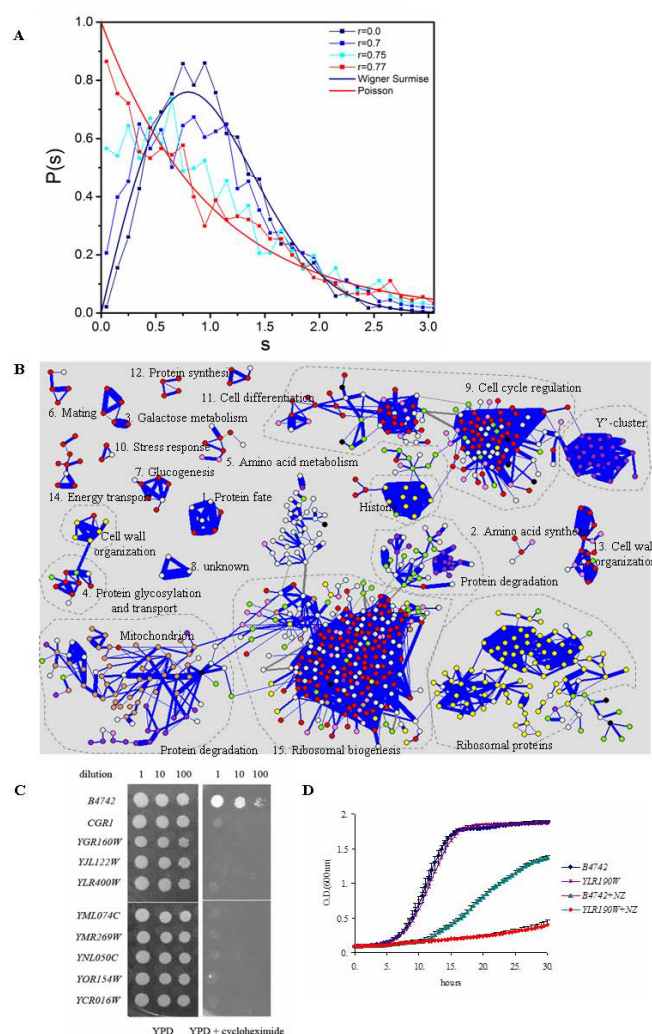 A
P(s)
1.0
0.8
0.6
0.4
0.2
0.0
0.0
0.5
1.0
1.5
2.0
2.5
3.0
s
r=0.0
r=0.7
r=0.75
r=0.77
Wigner Surmise
Poisson
B
12. Protein synthesis
11. Cell differentiation
9. Cell cycle regulation
6. Mating
3. Galactose metabolism
Y'-cluster
10. Stress response
5. Amino acid metabolism
7. Glucogenesis
14. Energy transport
1. Protein fate
Histon
2. Amino acid synthesis
Cell wall
organization
13. Cell wall
organization
8. unknown
Protein degradation
4. Protein glycosylation
and transport
Mitochondrion
Protein degradation
15. Ribosomal biogenesis
Ribosomal proteins
C
dilution 1 10 100 1 10 100
B4742
CGR1
YGR160W
YJL122W
YLR400W
YML074C
YMR269W
YNL050C
YOR154W
YCR016W
YPD
YPD + cycloheximide
D
O.D.(600nm)
2
1.5
1
0.5
0
0.
5.
10.
15.
20.
25.
30.
hours
B4742
YLR190W
B4742+NZ
YLR190W+NZ